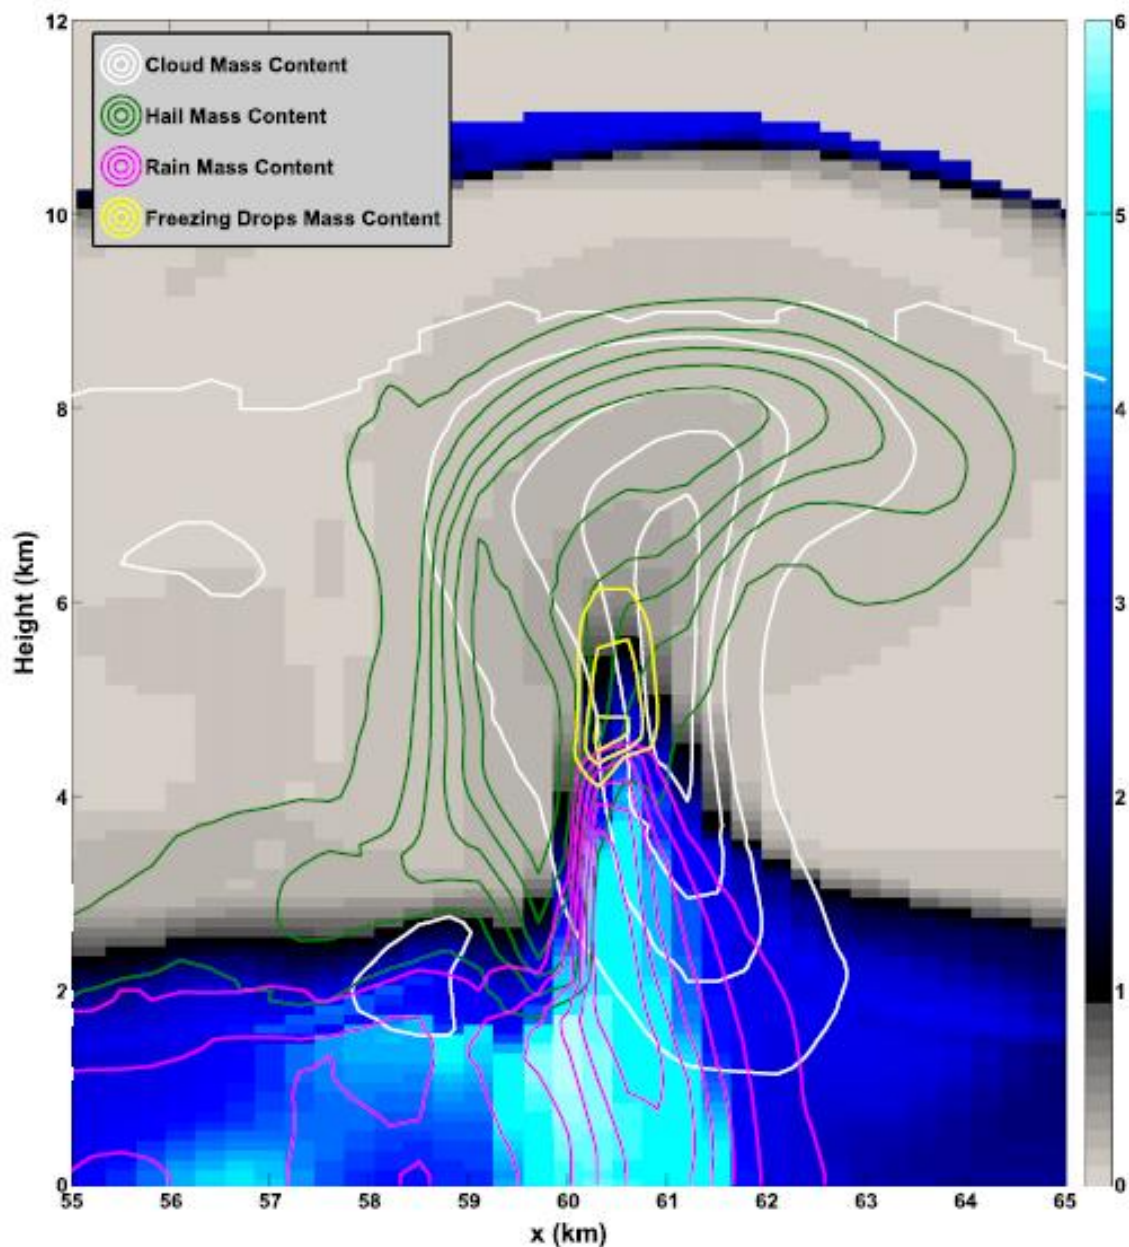 12
10
8
6
4
2
0
Height (km)
Cloud Mass Content
Hail Mass Content
Rain Mass Content
Freezing Drops Mass Content
55 56 57 58 59 60 61 62 63 64 65
x (km)
6
5
4
3
2
1
0